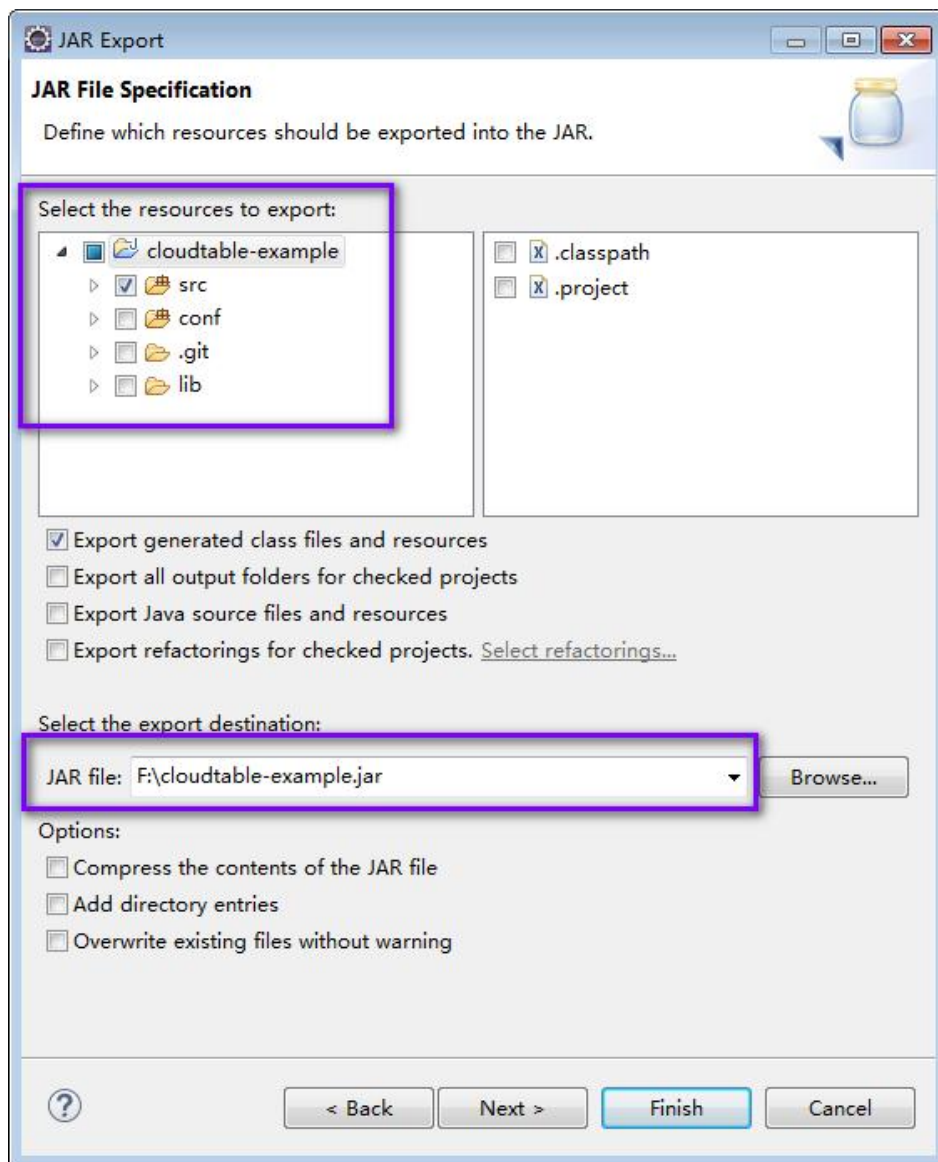 JAR Export
JAR File Specification
Define which resources should be exported into the JAR.
Select the resources to export:
cloudtable-example
src
conf
.git
lib
.classpath
.project
Export generated class files and resources
Export all output folders for checked projects
Export Java source files and resources
Export refactorings for checked projects. Select refactorings...
Select the export destination:
JAR file: F:\cloudtable-example.jar Browse...
Options:
Compress the contents of the JAR file
Add directory entries
Overwrite existing files without warning
? < Back Next > Finish Cancel